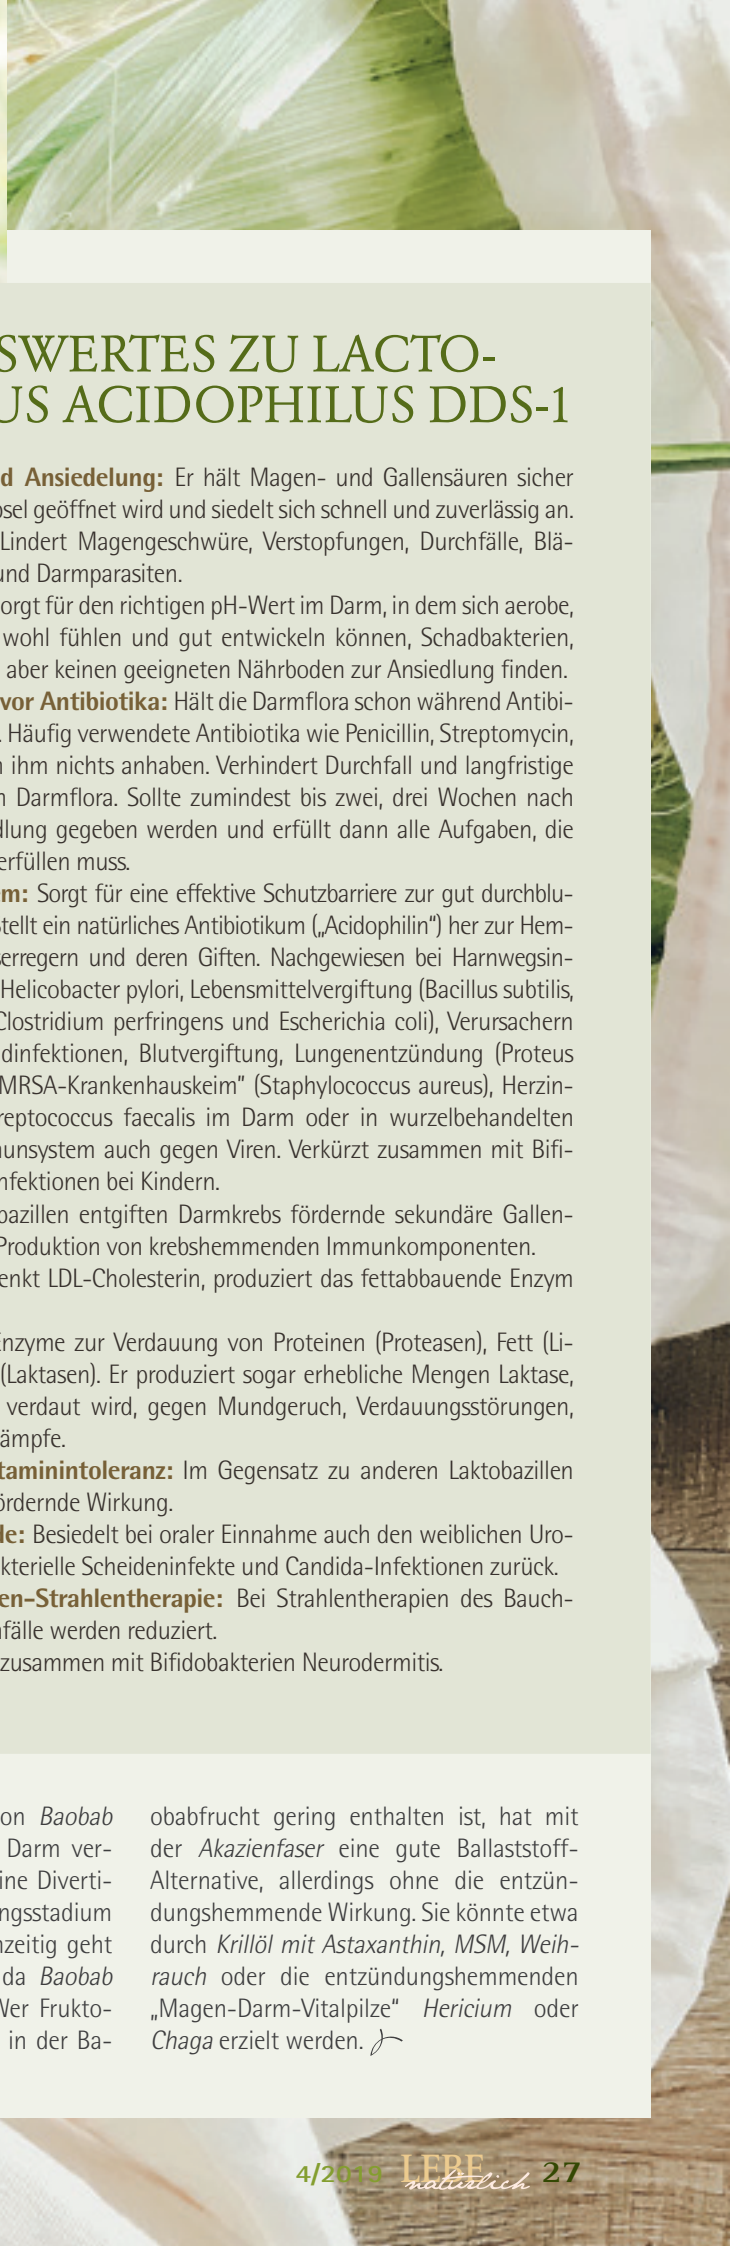 SWERTES ZU LACTO-
US ACIDOPHILUS DDS-1
d Ansiedelung: Er hält Magen- und Gallensäuren sicher
psel geöffnet wird und siedelt sich schnell und zuverlässig an.
Lindert Magengeschwüre, Verstopfungen, Durchfälle, Blä-
und Darmparasiten.
orgt für den richtigen pH-Wert im Darm, in dem sich aerobe,
wohl fühlen und gut entwickeln können, Schadbakterien,
aber keinen geeigneten Nährboden zur Ansiedlung finden.
vor Antibiotika: Hält die Darmflora schon während Antibi-
. Häufig verwendete Antibiotika wie Penicillin, Streptomycin,
n ihm nichts anhaben. Verhindert Durchfall und langfristige
n Darmflora. Sollte zumindest bis zwei, drei Wochen nach
dlung gegeben werden und erfüllt dann alle Aufgaben, die
erfüllen muss.
em: Sorgt für eine effektive Schutzbarriere zur gut durchblu-
Stellt ein natürliches Antibiotikum („Acidophilin“) her zur Hem-
serregern und deren Giften. Nachgewiesen bei Harnwegsin-
Helicobacter pylori, Lebensmittelvergiftung (Bacillus subtilis,
Clostridium perfringens und Escherichia coli), Verursachern
dinfektionen, Blutvergiftung, Lungenentzündung (Proteus
MRSA-Krankenhauskeim” (Staphylococcus aureus), Herzin-
reptococcus faecalis im Darm oder in wurzelbehandelten
unsystem auch gegen Viren. Verkürzt zusammen mit Bifi-
nfektionen bei Kindern.
bazillen entgiften Darmkrebs fördernde sekundäre Gallen-
Produktion von krebshemmenden Immunkomponenten.
enkt LDL-Cholesterin, produziert das fettabbauende Enzym
Enzyme zur Verdauung von Proteinen (Proteasen), Fett (Li-
(Laktasen). Er produziert sogar erhebliche Mengen Laktase,
verdaut wird, gegen Mundgeruch, Verdauungsstörungen,
ämpfe.
taminintoleranz: Im Gegensatz zu anderen Laktobazillen
ördernde Wirkung.
de: Besiedelt bei oraler Einnahme auch den weiblichen Uro-
kterielle Scheideninfekte und Candida-Infektionen zurück.
en-Strahlentherapie: Bei Strahlentherapien des Bauch-
nfälle werden reduziert.
zusammen mit Bifidobakterien Neurodermitis.
on Baobab
Darm ver-
ine Diverti-
ngsstadium
hzeitig geht
da Baobab
Wer Frukto-
in der Ba-
obabfrucht gering enthalten ist, hat mit
der Akazienfaser eine gute Ballaststoff-
Alternative, allerdings ohne die entzün-
dungshemmende Wirkung. Sie könnte etwa
durch Krillöl mit Astaxanthin, MSM, Weih-
rauch oder die entzündungshemmenden
„Magen-Darm-Vitalpilze“ Hericium oder
Chaga erzielt werden.
4/2019 LEBE natürlich 27